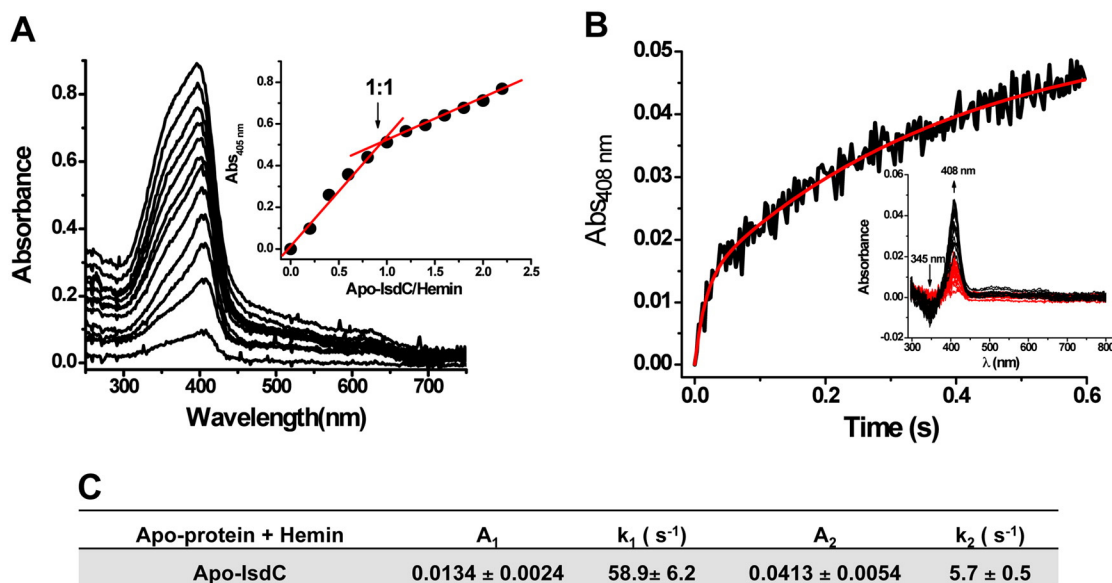 A
Absorbance
0.8
0.6
0.4
0.2
0.0
300 400 500 600 700
Wavelength(nm)
1:1
Abs405 nm
0.8
0.6
0.4
0.2
0.0
0.0 0.5 1.0 1.5 2.0 2.5
Apo-IsdC/Hemin
B
Abs408 nm
0.05
0.04
0.03
0.02
0.01
0.00
0.0 0.2 0.4 0.6
Time (s)
408 nm
345 nm
Absorbance
0.06
0.04
0.02
0.00
-0.02
300 400 500 600 700 800
λ (nm)
C
Apo-protein + Hemin A1 k1 ( s-1) A2 k2 ( s-1)
Apo-IsdC 0.0134 ± 0.0024 58.9± 6.2 0.0413 ± 0.0054 5.7 ± 0.5